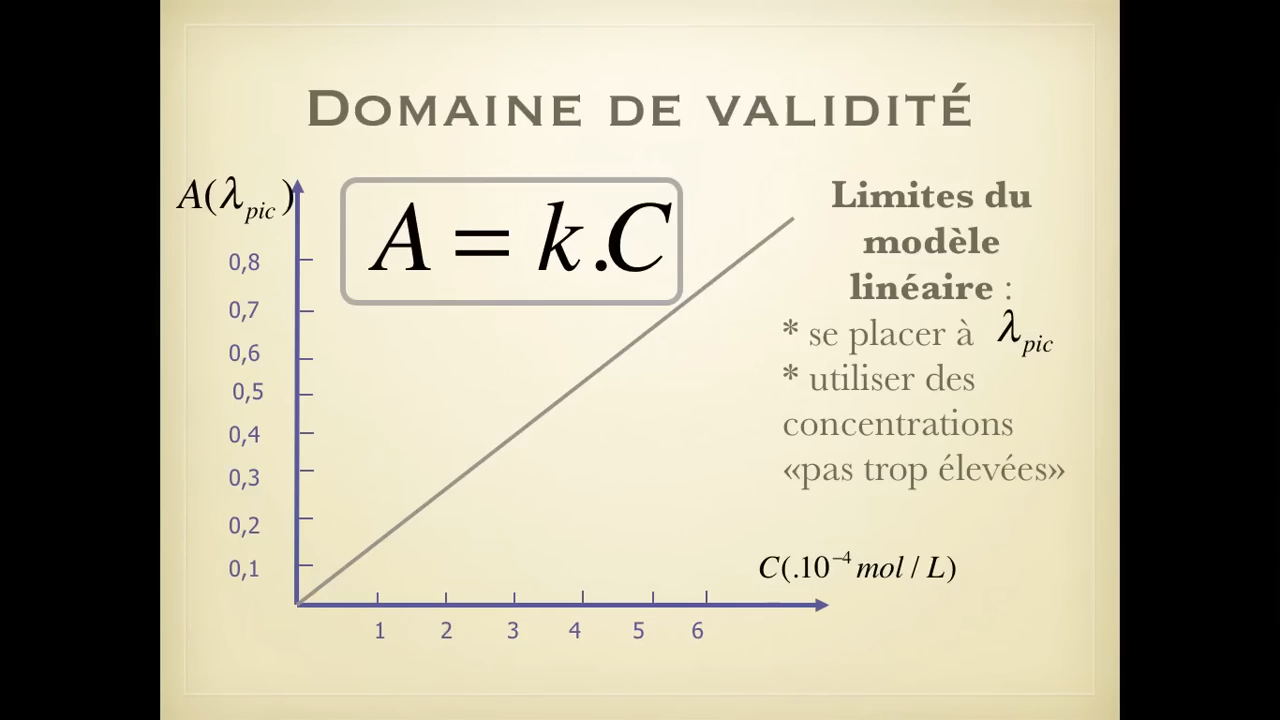 Domaine de validité
A(λpic)
A = k.C
0,8
0,7
0,6
0,5
0,4
0,3
0,2
0,1
1 2 3 4 5 6
C(.10⁻⁴ mol / L)
Limites du
modèle
linéaire :
* se placer à λpic
* utiliser des
concentrations
«pas trop élevées»